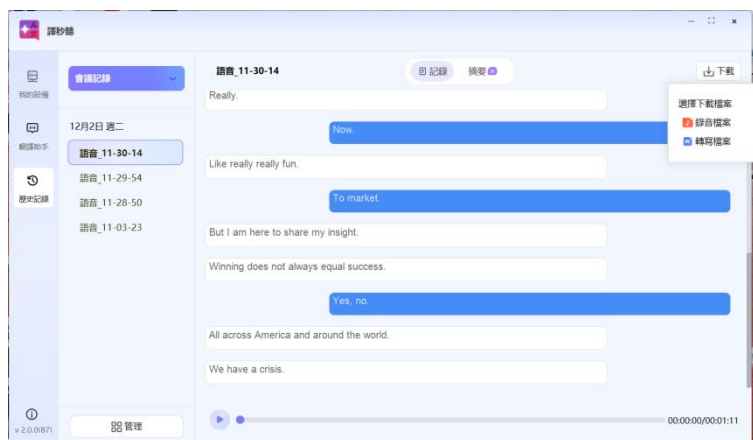 譯秒聽
我的設備
翻譯助手
歷史記錄
v 2.0.0(87)
會議記錄
12月2日 週二
語音_11-30-14
語音_11-29-54
語音_11-28-50
語音_11-03-23
管理
語音_11-30-14
記錄
摘要 AI
下載
選擇下載檔案
錄音檔案
轉寫檔案
Really.
Now.
Like really really fun.
To market.
But I am here to share my insight.
Winning does not always equal success.
Yes, no.
All across America and around the world.
We have a crisis.
00:00:00/00:01:11